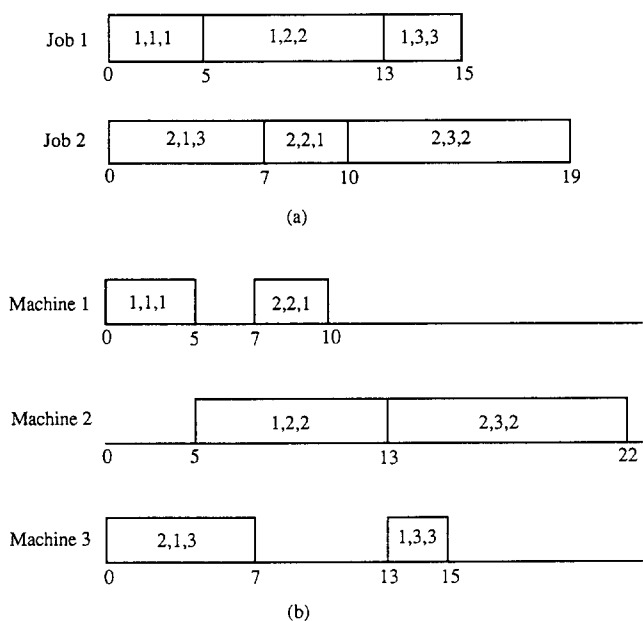 Job 1 1,1,1 1,2,2 1,3,3
0 5 13 15
Job 2 2,1,3 2,2,1 2,3,2
0 7 10 19
(a)
Machine 1 1,1,1 2,2,1
0 5 7 10
Machine 2 1,2,2 2,3,2
0 5 13 22
Machine 3 2,1,3 1,3,3
0 7 13 15
(b)